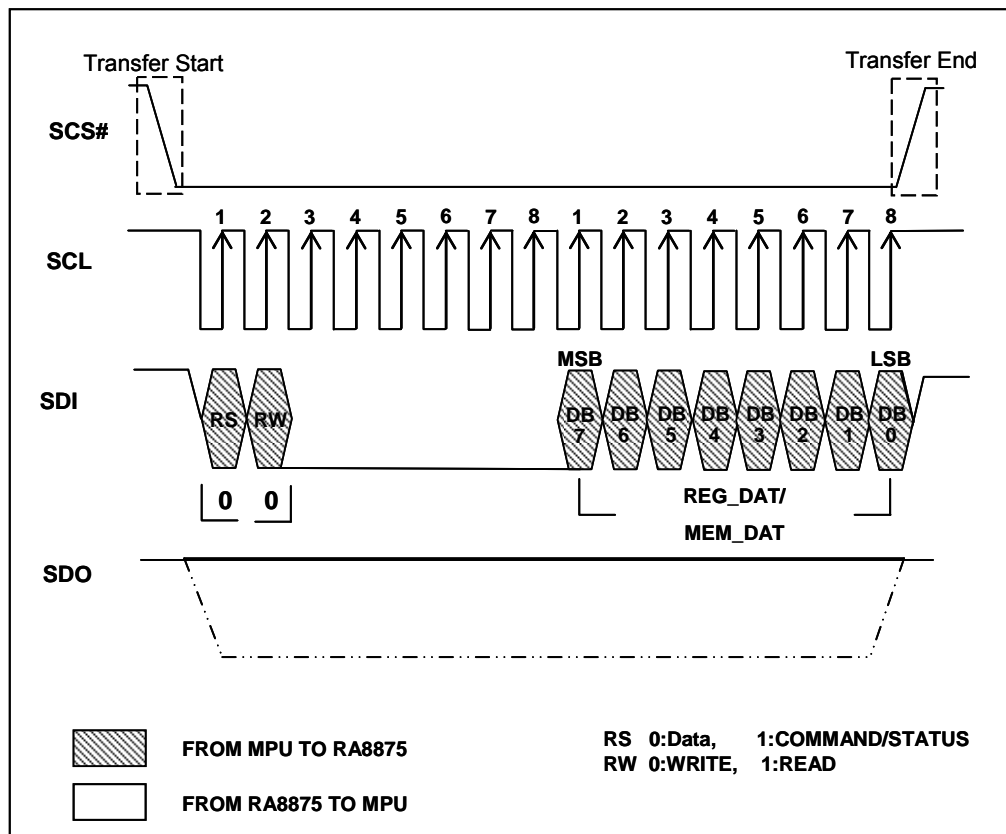 Transfer Start
Transfer End
SCS#
1 2 3 4 5 6 7 8 1 2 3 4 5 6 7 8
SCL
MSB LSB
SDI
RS RW DB 7 DB 6 DB 5 DB 4 DB 3 DB 2 DB 1 DB 0
0 0
REG_DAT/
MEM_DAT
SDO
FROM MPU TO RA8875
RS 0:Data, 1:COMMAND/STATUS
RW 0:WRITE, 1:READ
FROM RA8875 TO MPU